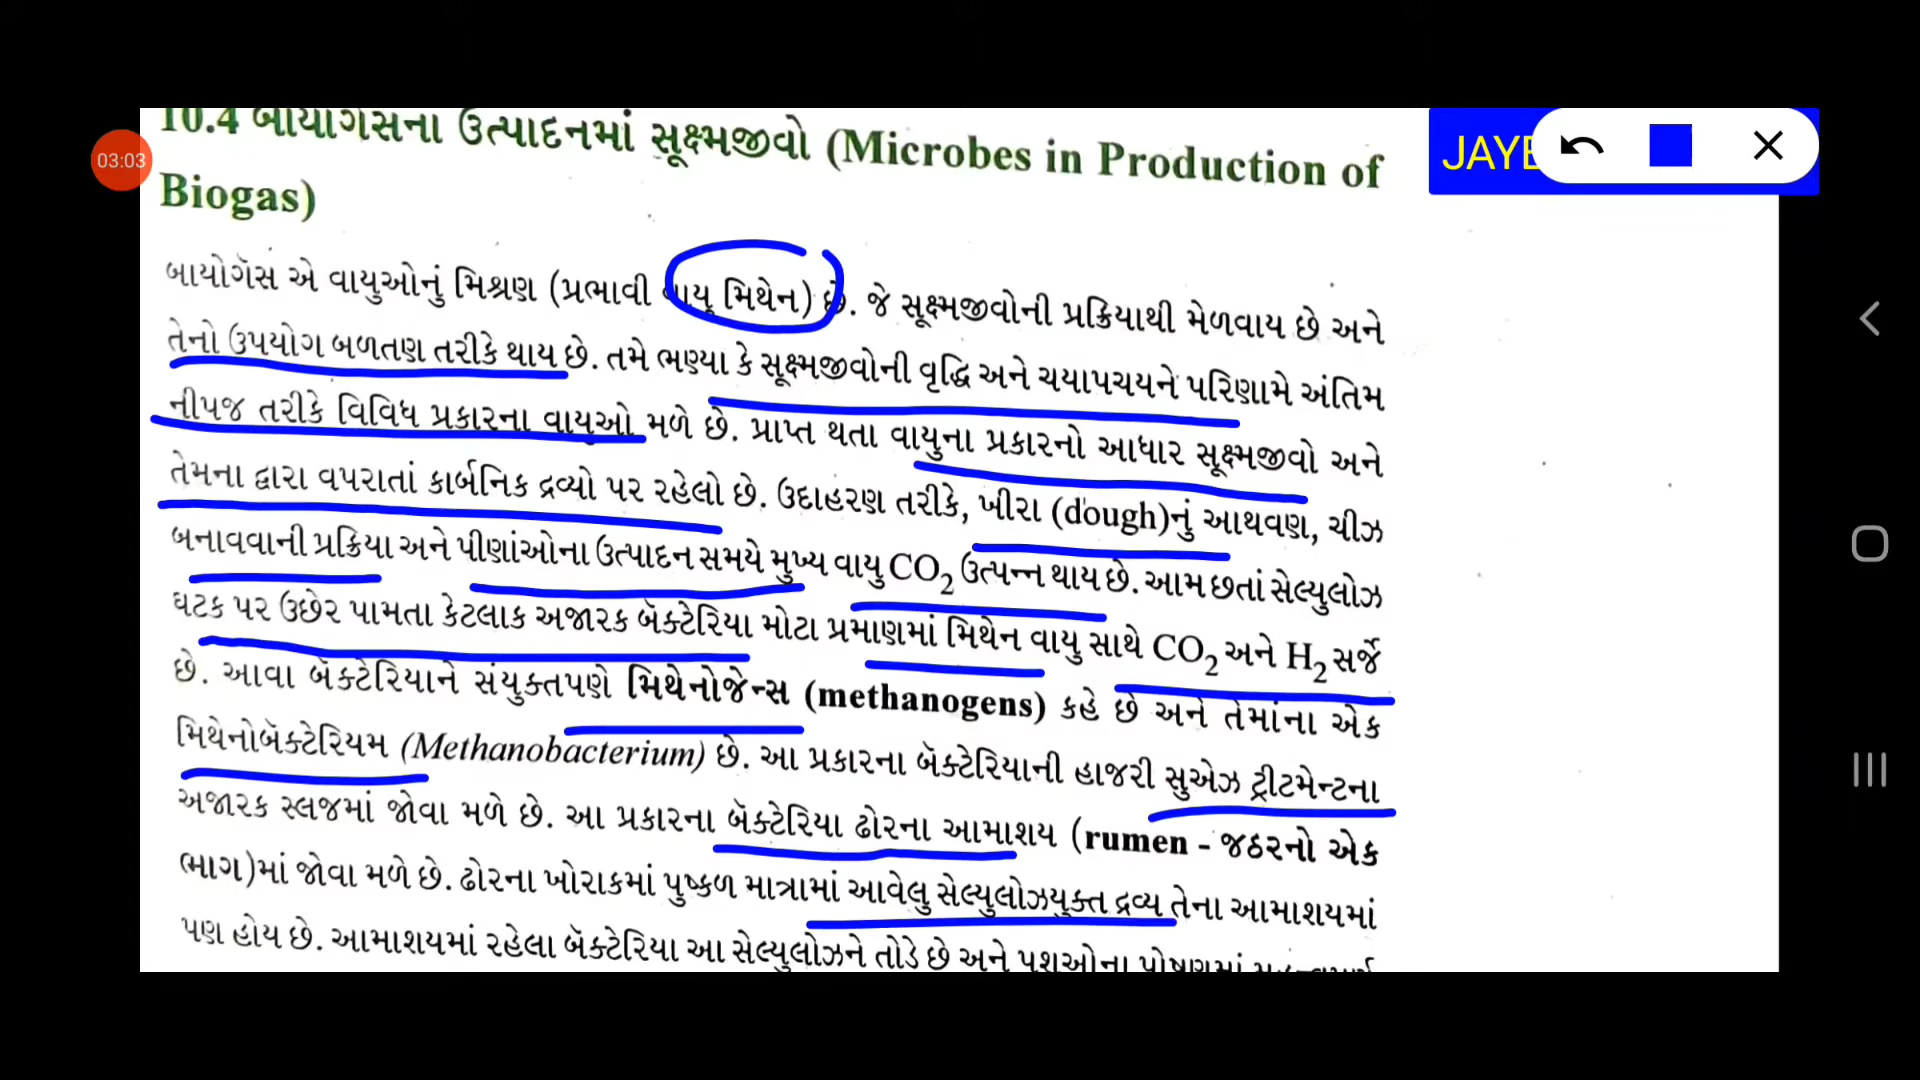 10.4 બાયોગેસના ઉત્પાદનમાં સૂક્ષ્મજીવો (Microbes in Production of
JAYE
03:03
Biogas)
બાયોગૅસ એ વાયુઓનું મિશ્રણ (પ્રભાવી વાયૂ મિથેન) છે. જે સૂક્ષ્મજીવોની પ્રક્રિયાથી મેળવાય છે અને
તેનો ઉપયોગ બળતણ તરીકે થાય છે. તમે ભણ્યા કે સૂક્ષ્મજીવોની વૃદ્ધિ અને ચયાપચયને પરિણામે અંતિમ
નીપજ તરીકે વિવિધ પ્રકારના વાયુઓ મળે છે. પ્રાપ્ત થતા વાયુના પ્રકારનો આધાર સૂક્ષ્મજીવો અને
તેમના દ્વારા વપરાતાં કાર્બનિક દ્રવ્યો પર રહેલો છે. ઉદાહરણ તરીકે, ખીરા (dough)નું આથવણ, ચીઝ
બનાવવાની પ્રક્રિયા અને પીણાંઓના ઉત્પાદન સમયે મુખ્ય વાયુ CO₂ ઉત્પન્ન થાય છે. આમ છતાં સેલ્યુલોઝ
ઘટક પર ઉછેર પામતા કેટલાક અજારક બૅક્ટેરિયા મોટા પ્રમાણમાં મિથેન વાયુ સાથે CO₂ અને H₂ સર્જે
છે. આવા બૅક્ટેરિયાને સંયુક્તપણે મિથેનોજેન્સ (methanogens) કહે છે અને તેમાંના એક
મિથેનોબૅક્ટેરિયમ (Methanobacterium) છે. આ પ્રકારના બૅક્ટેરિયાની હાજરી સુએઝ ટ્રીટમેન્ટના
અજારક સ્લજમાં જોવા મળે છે. આ પ્રકારના બૅક્ટેરિયા ઢોરના આમાશય (rumen - જઠરનો એક
ભાગ)માં જોવા મળે છે. ઢોરના ખોરાકમાં પુષ્કળ માત્રામાં આવેલુ સેલ્યુલોઝયુક્ત દ્રવ્ય તેના આમાશયમાં
પણ હોય છે. આમાશયમાં રહેલા બૅક્ટેરિયા આ સેલ્યુલોઝને તોડે છે અને પશુઓના પોષણમાં